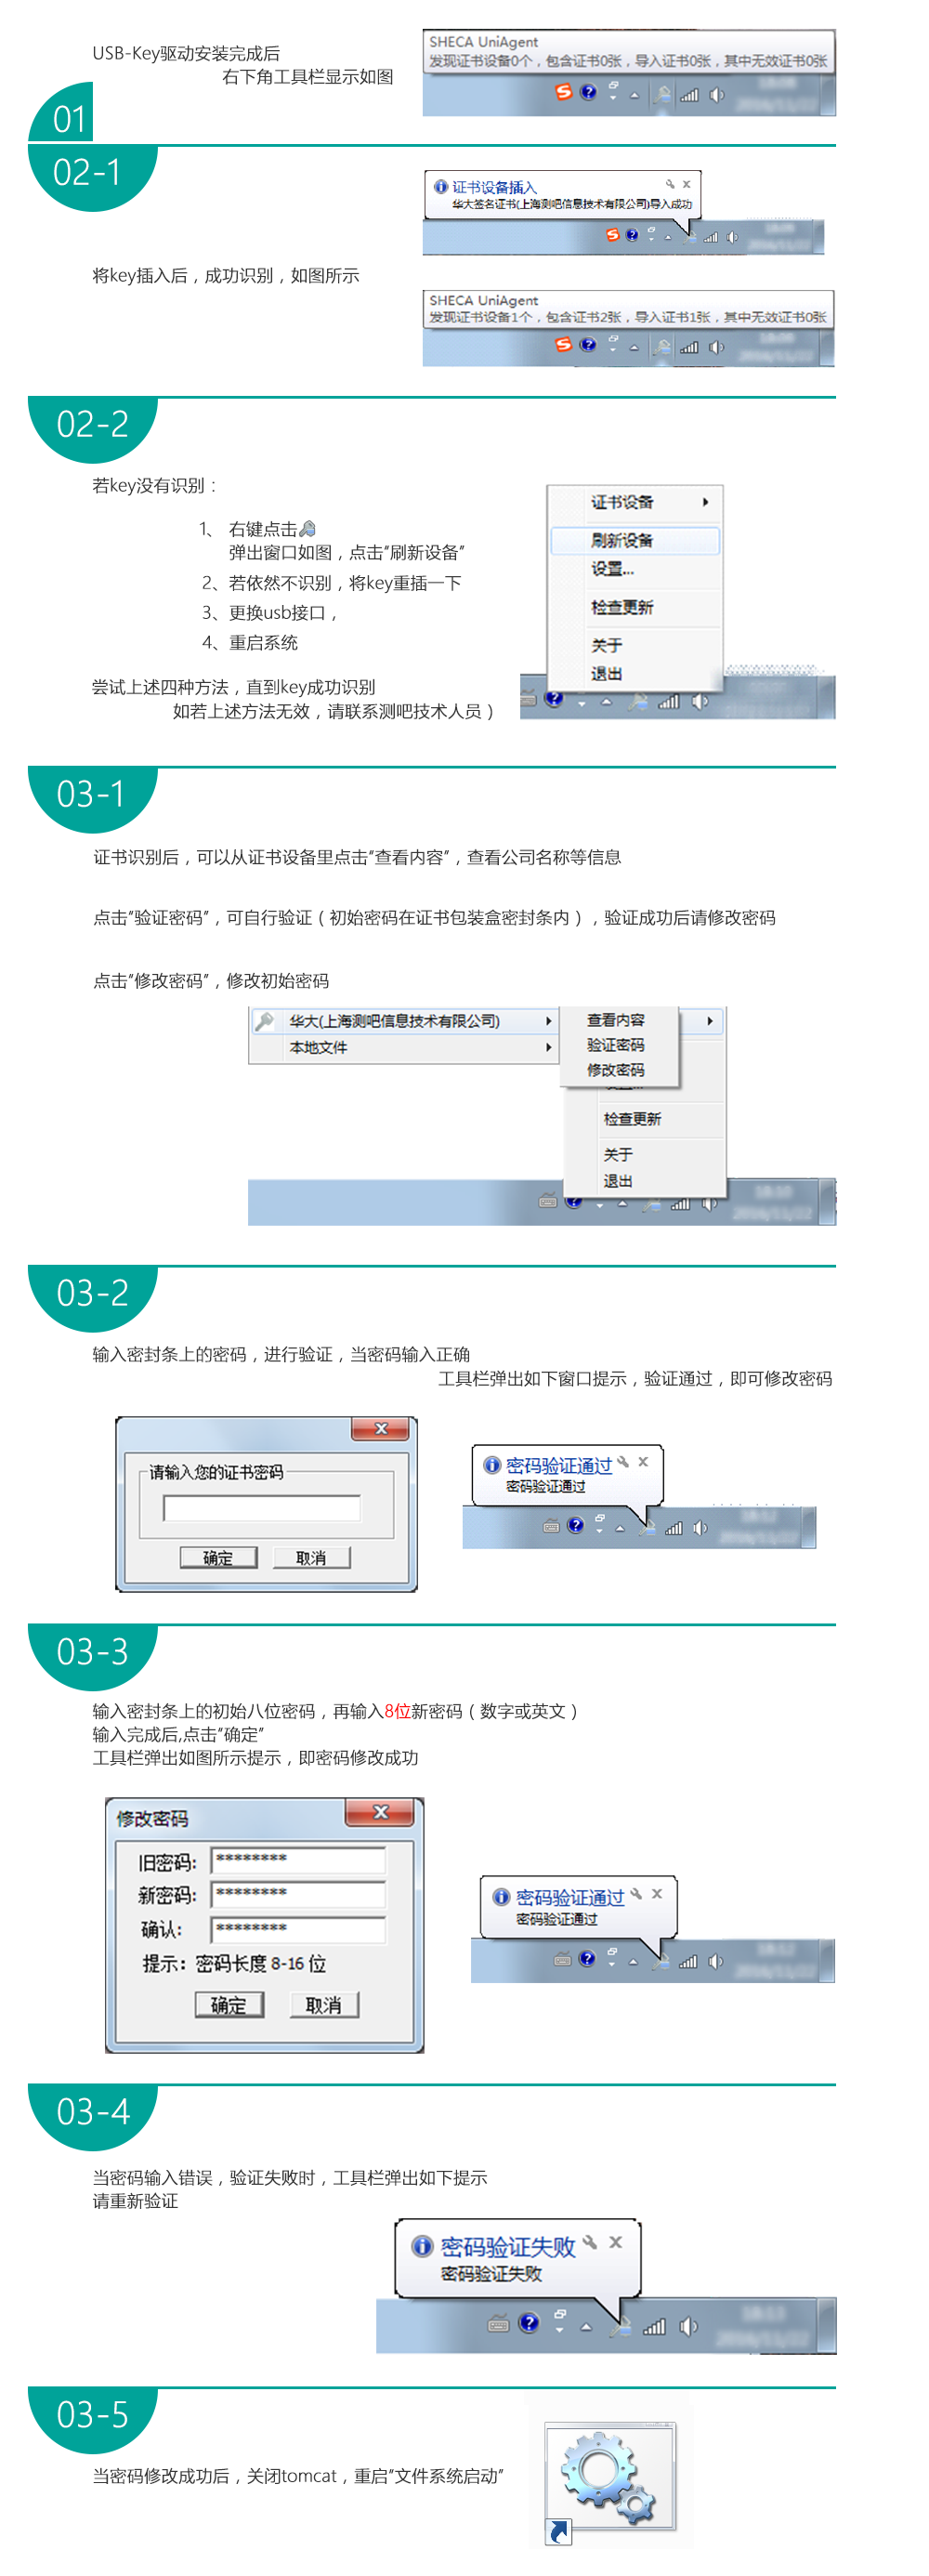 USB-Key驱动安装完成后
右下角工具栏显示如图
SHECA UniAgent
发现证书设备0个，包含证书0张，导入证书0张，其中无效证书0张
01
02-1
证书设备插入
华大签名证书(上海测吧信息技术有限公司)导入成功
将key插入后，成功识别，如图所示
SHECA UniAgent
发现证书设备1个，包含证书2张，导入证书1张，其中无效证书0张
02-2
若key没有识别：
1、 右键点击
弹出窗口如图，点击"刷新设备"
2、若依然不识别，将key重插一下
3、更换usb接口，
4、重启系统
尝试上述四种方法，直到key成功识别
如若上述方法无效，请联系测吧技术人员）
证书设备
刷新设备
设置...
检查更新
关于
退出
03-1
证书识别后，可以从证书设备里点击"查看内容"，查看公司名称等信息
点击"验证密码"，可自行验证（初始密码在证书包装盒密封条内），验证成功后请修改密码
点击"修改密码"，修改初始密码
华大(上海测吧信息技术有限公司)
本地文件
查看内容
验证密码
修改密码
检查更新
关于
退出
03-2
输入密封条上的密码，进行验证，当密码输入正确
工具栏弹出如下窗口提示，验证通过，即可修改密码
请输入您的证书密码
确定 取消
密码验证通过
密码验证通过
03-3
输入密封条上的初始八位密码，再输入8位新密码（数字或英文）
输入完成后,点击"确定"
工具栏弹出如图所示提示，即密码修改成功
修改密码
旧密码: ********
新密码: ********
确认: ********
提示：密码长度 8-16 位
确定 取消
密码验证通过
密码验证通过
03-4
当密码输入错误，验证失败时，工具栏弹出如下提示
请重新验证
密码验证失败
密码验证失败
03-5
当密码修改成功后，关闭tomcat，重启"文件系统启动"